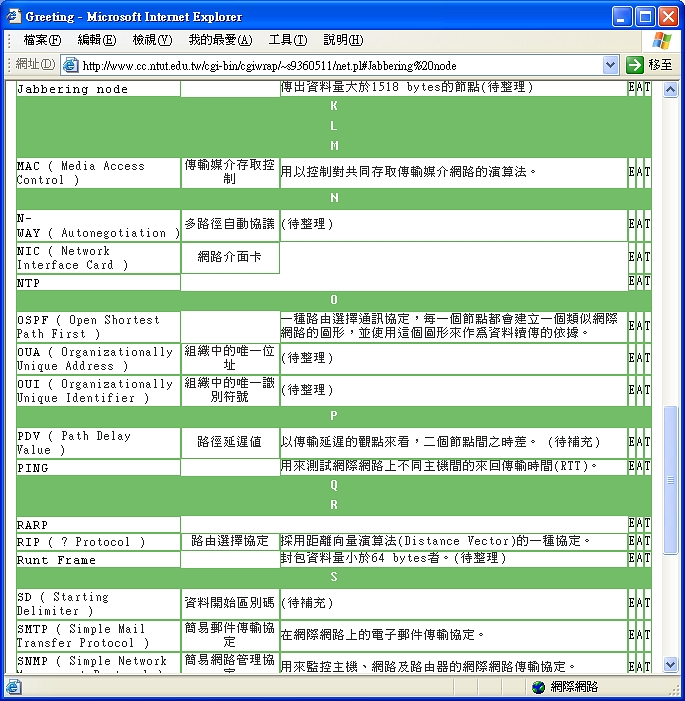 Greeting - Microsoft Internet Explorer
檔案(F) 編輯(E) 檢視(V) 我的最愛(A) 工具(T) 說明(H)
網址(D) http://www.cc.ntut.edu.tw/cgi-bin/cgiwrap/~s9360511/net.pl#Jabbering%20node 移至
Jabbering node 傳出資料量大於1518 bytes的節點(待整理) E A T
K
L
M
MAC ( Media Access
Control )
傳輸媒介存取控
制
用以控制對共同存取傳輸媒介網路的演算法。 E A T
N
N-
WAY ( Autonegotiation )
多路徑自動協議 (待整理) E A T
NIC ( Network
Interface Card )
網路介面卡 E A T
NTP E A T
O
OSPF ( Open Shortest
Path First )
一種路由選擇通訊協定，每一個節點都會建立一個類似網際
網路的圖形，並使用這個圖形來作爲資料續傳的依據。 E A T
OUA ( Organizationally
Unique Address )
組織中的唯一位
址
(待整理) E A T
OUI ( Organizationally
Unique Identifier )
組織中的唯一識
別符號
(待整理) E A T
P
PDV ( Path Delay
Value )
路徑延遲值 以傳輸延遲的觀點來看，二個節點間之時差。 (待補充) E A T
PING 用來測試網際網路上不同主機間的來回傳輸時間(RTT)。 E A T
Q
R
RARP E A T
RIP ( ? Protocol ) 路由選擇協定 採用距離向量演算法(Distance Vector)的一種協定。 E A T
Runt Frame 封包資料量小於64 bytes者。(待整理) E A T
S
SD ( Starting
Delimiter )
資料開始區別碼 (待補充) E A T
SMTP ( Simple Mail
Transfer Protocol )
簡易郵件傳輸協
定
在網際網路上的電子郵件傳輸協定。 E A T
SNMP ( Simple Network
簡易網路管理協
定
用來監控主機、網路及路由器的網際網路傳輸協定。 E A T
網際網路